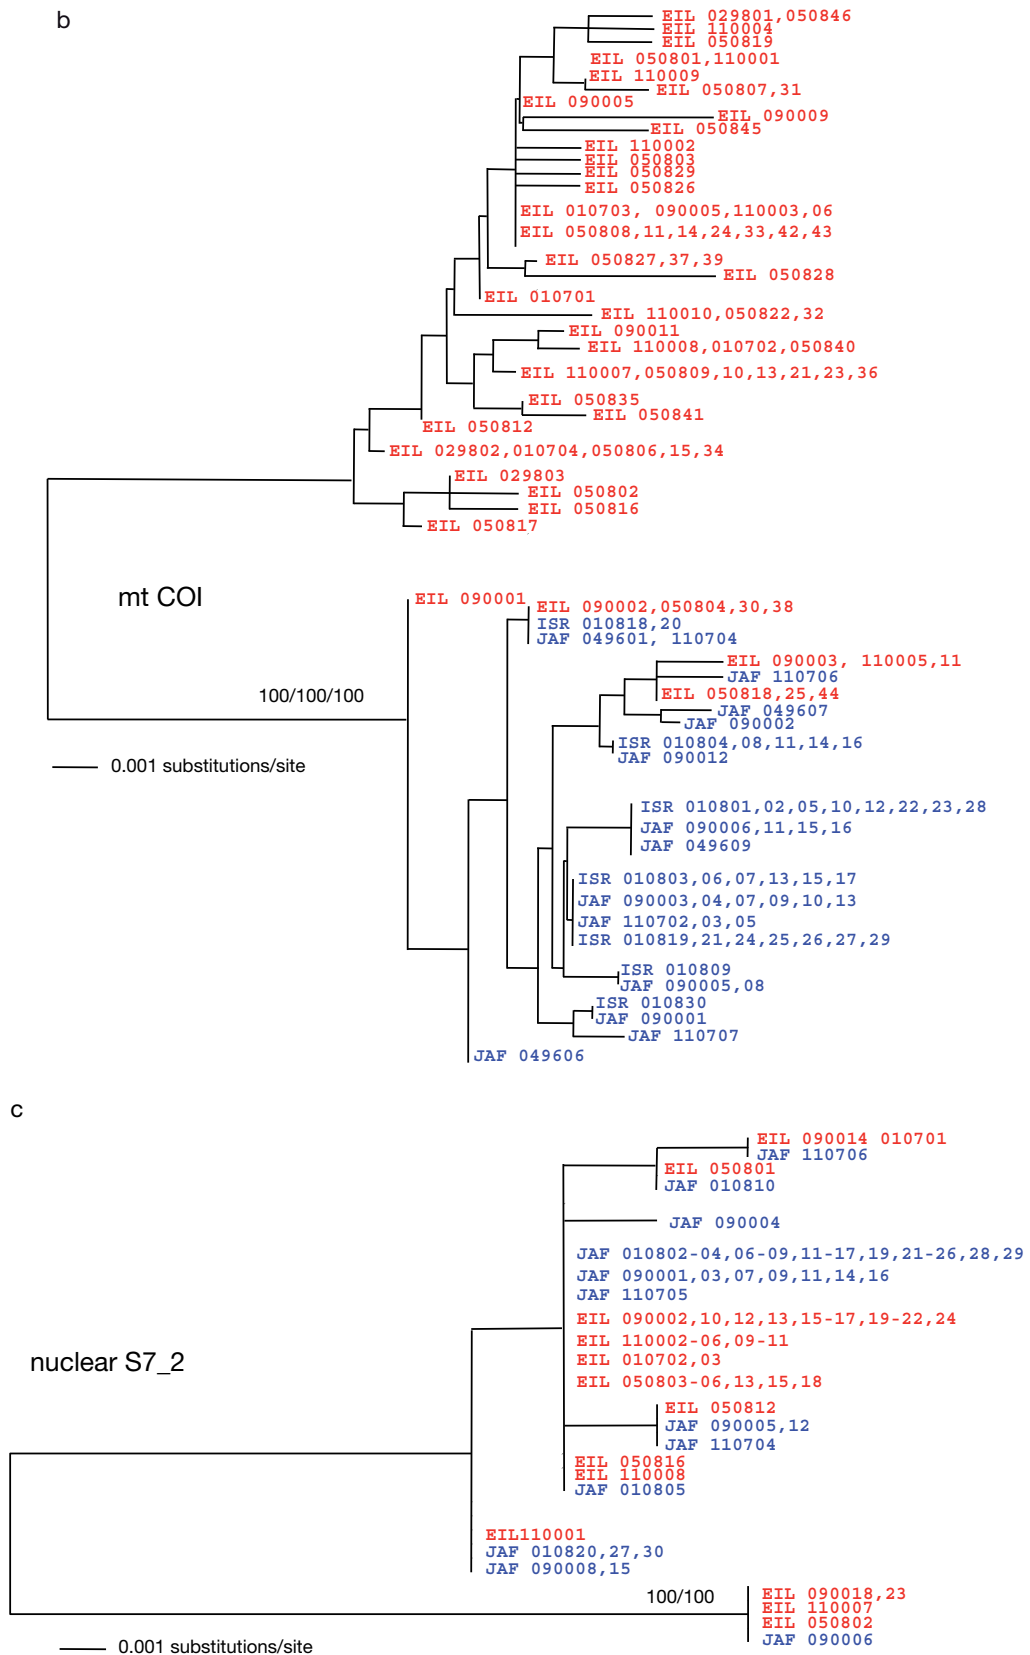 b
EIL 029801,050846
EIL 110004
EIL 050819
EIL 050801,110001
EIL 110009
EIL 050807,31
EIL 090005
EIL 090009
EIL 050845
EIL 110002
EIL 050803
EIL 050829
EIL 050826
EIL 010703, 090005,110003,06
EIL 050808,11,14,24,33,42,43
EIL 050827,37,39
EIL 050828
EIL 010701
EIL 110010,050822,32
EIL 090011
EIL 110008,010702,050840
EIL 110007,050809,10,13,21,23,36
EIL 050835
EIL 050841
EIL 050812
EIL 029802,010704,050806,15,34
EIL 029803
EIL 050802
EIL 050816
EIL 050817
mt COI
EIL 090001
EIL 090002,050804,30,38
ISR 010818,20
JAF 049601, 110704
EIL 090003, 110005,11
JAF 110706
EIL 050818,25,44
100/100/100
JAF 049607
JAF 090002
ISR 010804,08,11,14,16
JAF 090012
0.001 substitutions/site
ISR 010801,02,05,10,12,22,23,28
JAF 090006,11,15,16
JAF 049609
ISR 010803,06,07,13,15,17
JAF 090003,04,07,09,10,13
JAF 110702,03,05
ISR 010819,21,24,25,26,27,29
ISR 010809
JAF 090005,08
ISR 010830
JAF 090001
JAF 110707
JAF 049606
c
EIL 090014 010701
JAF 110706
EIL 050801
JAF 010810
JAF 090004
JAF 010802-04,06-09,11-17,19,21-26,28,29
JAF 090001,03,07,09,11,14,16
JAF 110705
EIL 090002,10,12,13,15-17,19-22,24
EIL 110002-06,09-11
nuclear S7_2
EIL 010702,03
EIL 050803-06,13,15,18
EIL 050812
JAF 090005,12
JAF 110704
EIL 050816
EIL 110008
JAF 010805
EIL110001
JAF 010820,27,30
JAF 090008,15
100/100
EIL 090018,23
EIL 110007
EIL 050802
JAF 090006
0.001 substitutions/site